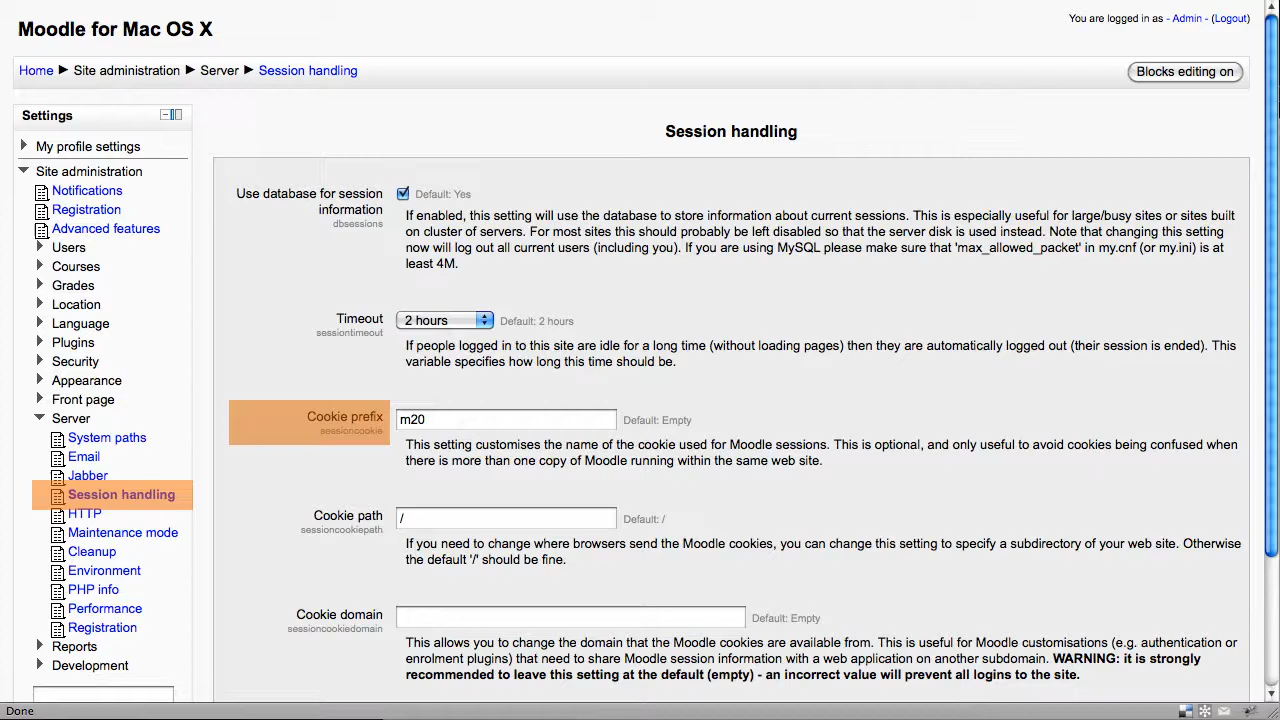 Moodle for Mac OS X
You are logged in as - Admin - (Logout)
Home ► Site administration ► Server ► Session handling
Blocks editing on
Settings
My profile settings
Site administration
Notifications
Registration
Advanced features
Users
Courses
Grades
Location
Language
Plugins
Security
Appearance
Front page
Server
System paths
Email
Jabber
Session handling
HTTP
Maintenance mode
Cleanup
Environment
PHP info
Performance
Registration
Reports
Development
Session handling
Use database for session
information
dbsessions
Default: Yes
If enabled, this setting will use the database to store information about current sessions. This is especially useful for large/busy sites or sites built
on cluster of servers. For most sites this should probably be left disabled so that the server disk is used instead. Note that changing this setting
now will log out all current users (including you). If you are using MySQL please make sure that 'max_allowed_packet' in my.cnf (or my.ini) is at
least 4M.
Timeout
sessiontimeout
2 hours
Default: 2 hours
If people logged in to this site are idle for a long time (without loading pages) then they are automatically logged out (their session is ended). This
variable specifies how long this time should be.
Cookie prefix
sessioncookie
m20
Default: Empty
This setting customises the name of the cookie used for Moodle sessions. This is optional, and only useful to avoid cookies being confused when
there is more than one copy of Moodle running within the same web site.
Cookie path
sessioncookiepath
/
Default: /
If you need to change where browsers send the Moodle cookies, you can change this setting to specify a subdirectory of your web site. Otherwise
the default '/' should be fine.
Cookie domain
sessioncookiedomain
Default: Empty
This allows you to change the domain that the Moodle cookies are available from. This is useful for Moodle customisations (e.g. authentication or
enrolment plugins) that need to share Moodle session information with a web application on another subdomain. WARNING: it is strongly
recommended to leave this setting at the default (empty) - an incorrect value will prevent all logins to the site.
Done